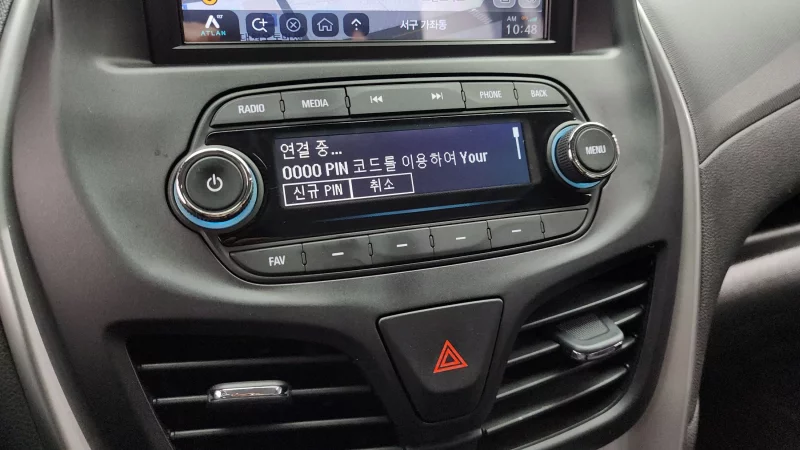 ATLAN
서구 가좌동
AM
10:48
RADIO
MEDIA
PHONE
BACK
연결 중...
0000 PIN 코드를 이용하여 Your
신규 PIN
취소
MENU
FAV